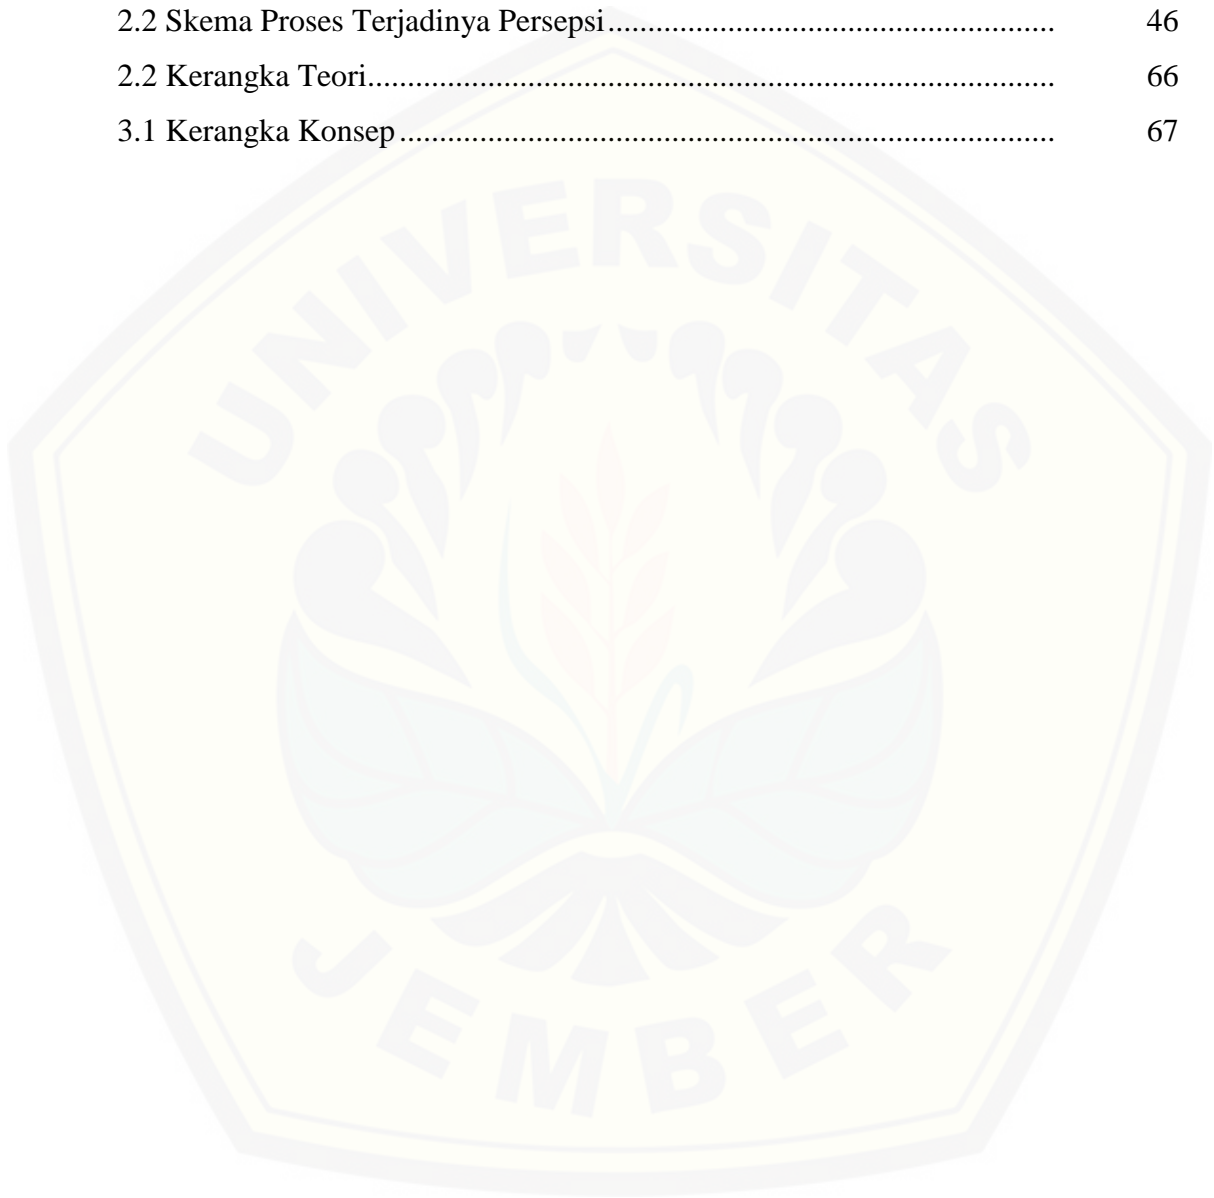 2.2 Skema Proses Terjadinya Persepsi........................................................ 46
2.2 Kerangka Teori...................................................................................... 66
3.1 Kerangka Konsep.................................................................................. 67
UNIVERSITAS
JEMBER